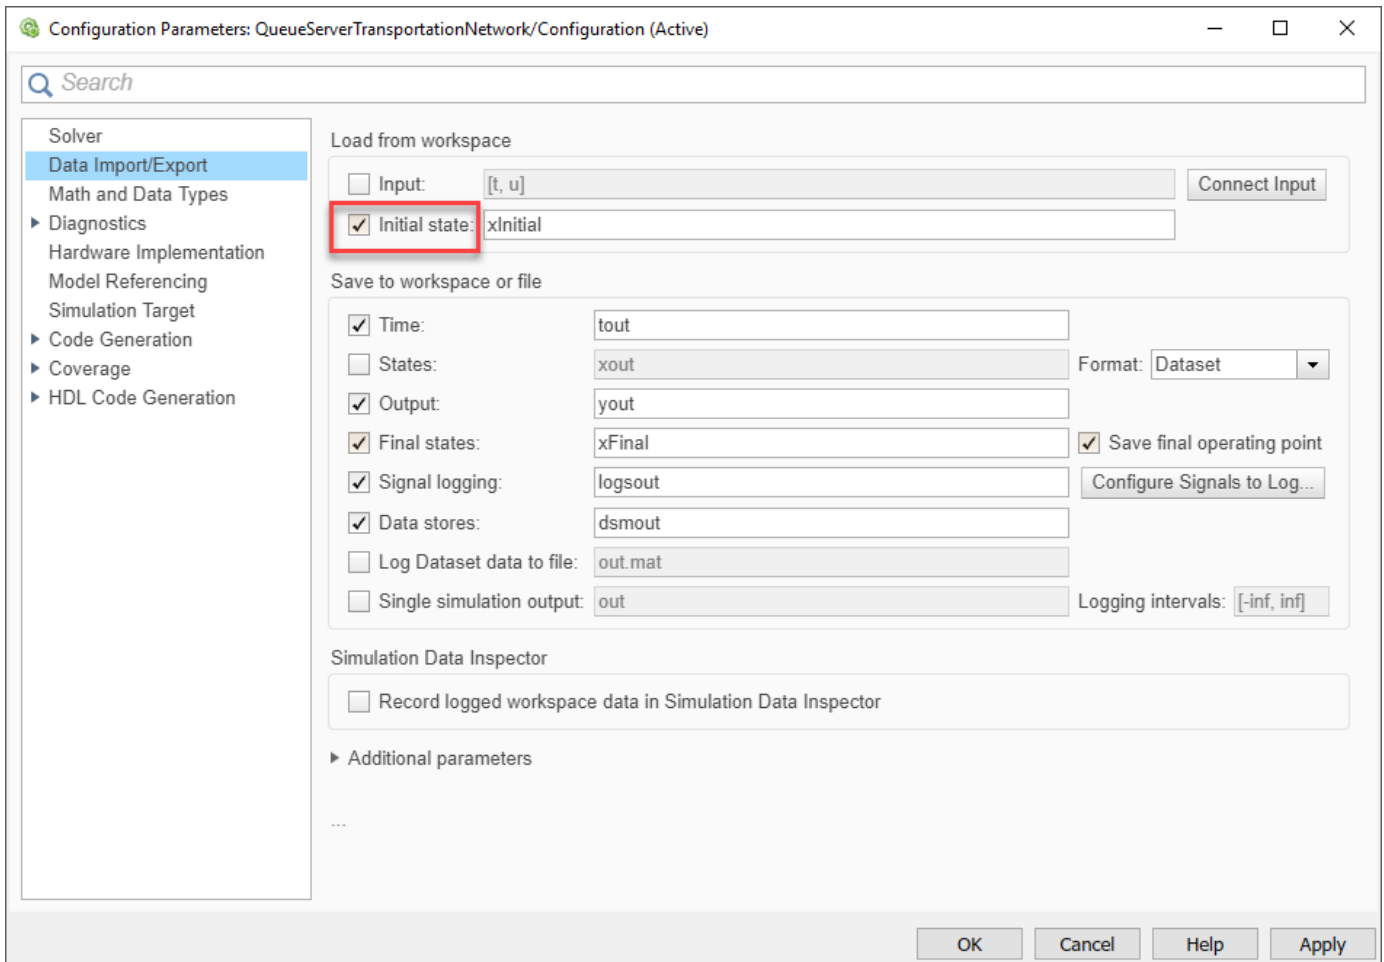 Configuration Parameters: QueueServerTransportationNetwork/Configuration (Active)
Search
Solver
Data Import/Export
Math and Data Types
Diagnostics
Hardware Implementation
Model Referencing
Simulation Target
Code Generation
Coverage
HDL Code Generation
Load from workspace
Input: [t, u] Connect Input
Initial state: xInitial
Save to workspace or file
Time: tout
States: xout Format: Dataset
Output: yout
Final states: xFinal Save final operating point
Signal logging: logsout Configure Signals to Log...
Data stores: dsmout
Log Dataset data to file: out.mat
Single simulation output: out Logging intervals: [-inf, inf]
Simulation Data Inspector
Record logged workspace data in Simulation Data Inspector
Additional parameters
...
OK Cancel Help Apply